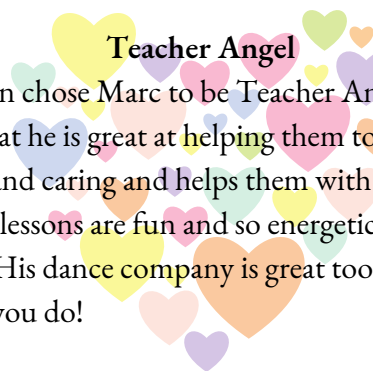 Teacher Angel
n chose Marc to be Teacher An
at he is great at helping them to
and caring and helps them with
lessons are fun and so energetic
His dance company is great too
you do!